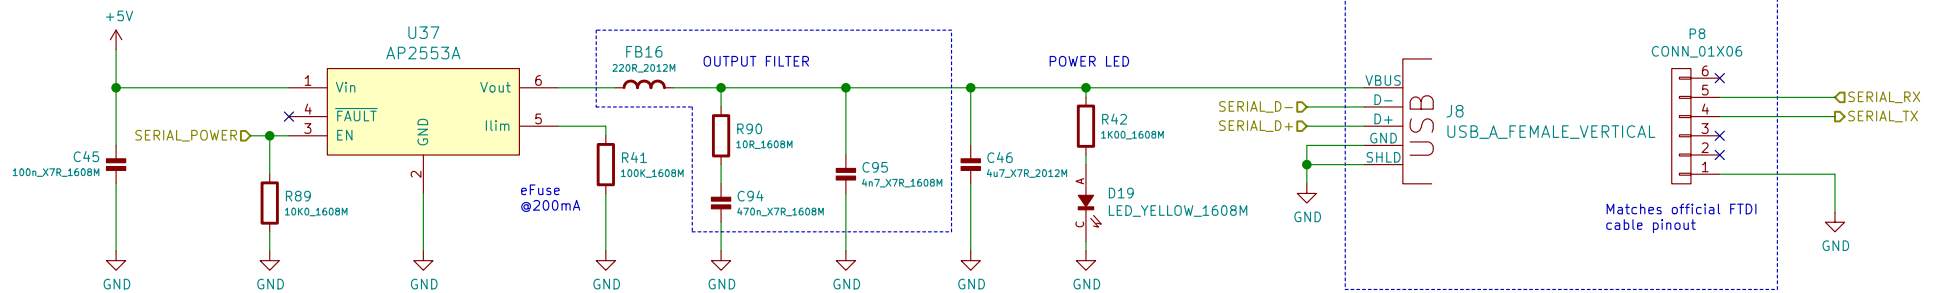 +5V
U37
AP2553A
1
Vin
4
FAULT
3
EN
GND
2
Vout
6
Ilim
5
SERIAL_POWER
C45
100n_X7R_1608M
GND
R89
10K0_1608M
GND
GND
eFuse
@200mA
R41
100K_1608M
GND
FB16
220R_2012M
OUTPUT FILTER
R90
10R_1608M
C94
470n_X7R_1608M
GND
C95
4n7_X7R_1608M
GND
C46
4u7_X7R_2012M
GND
POWER LED
R42
1K00_1608M
A
C
D19
LED_YELLOW_1608M
GND
SERIAL_D-
SERIAL_D+
GND
VBUS
D-
D+
GND
SHLD
USB
J8
USB_A_FEMALE_VERTICAL
P8
CONN_01X06
6
5
4
3
2
1
Matches official FTDI
cable pinout
SERIAL_RX
SERIAL_TX
GND